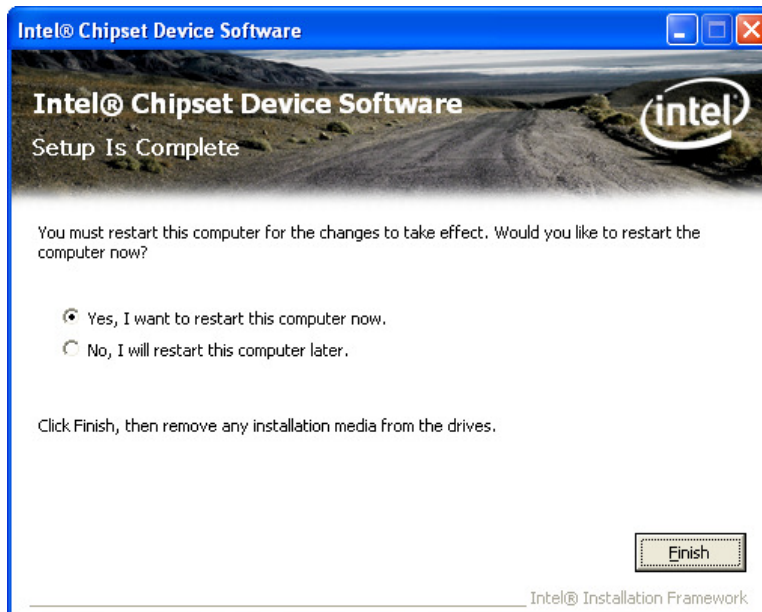 Intel® Chipset Device Software
Intel® Chipset Device Software
intel
Setup Is Complete
You must restart this computer for the changes to take effect. Would you like to restart the
computer now?
Yes, I want to restart this computer now.
No, I will restart this computer later.
Click Finish, then remove any installation media from the drives.
Finish
Intel® Installation Framework